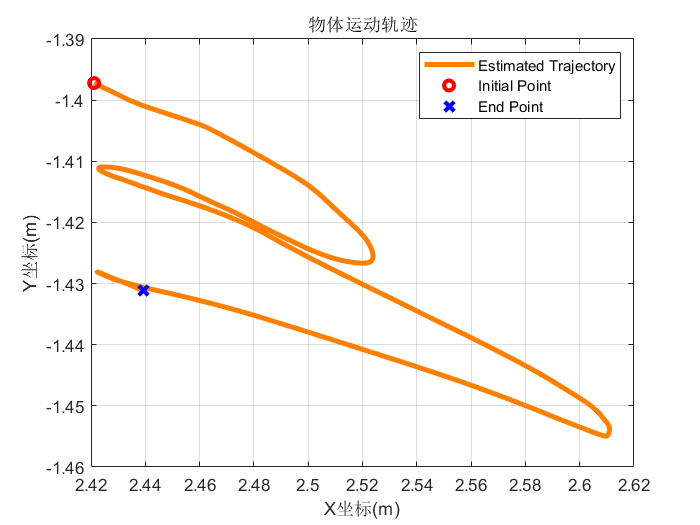 物体运动轨迹
-1.39
-1.4
-1.41
-1.42
-1.43
-1.44
-1.45
-1.46
Y坐标(m)
Estimated Trajectory
Initial Point
End Point
2.42 2.44 2.46 2.48 2.5 2.52 2.54 2.56 2.58 2.6 2.62
X坐标(m)